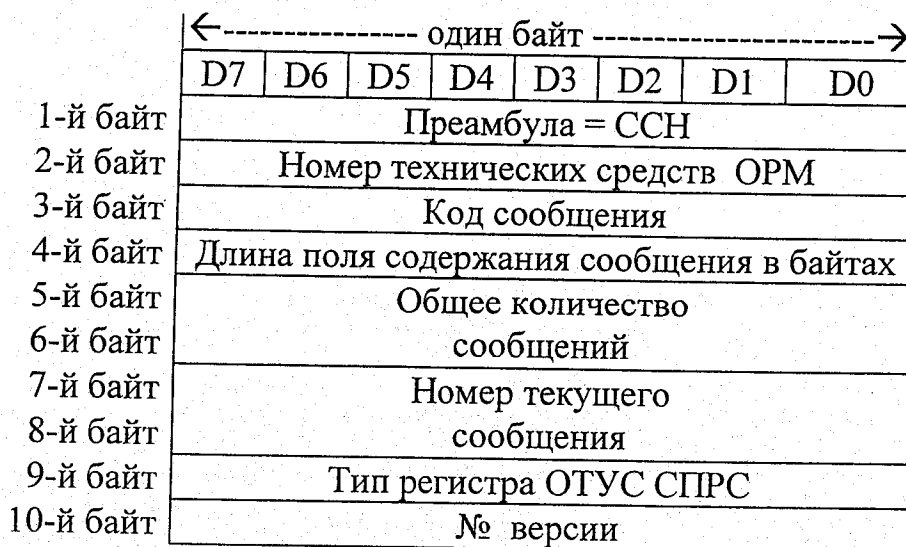 ←---------------- один байт ----------------------→
D7 D6 D5 D4 D3 D2 D1 D0
1-й байт Преамбула = ССН
2-й байт Номер технических средств ОРМ
3-й байт Код сообщения
4-й байт Длина поля содержания сообщения в байтах
5-й байт Общее количество
6-й байт сообщений
7-й байт Номер текущего
8-й байт сообщения
9-й байт Тип регистра ОТУС СПРС
10-й байт № версии